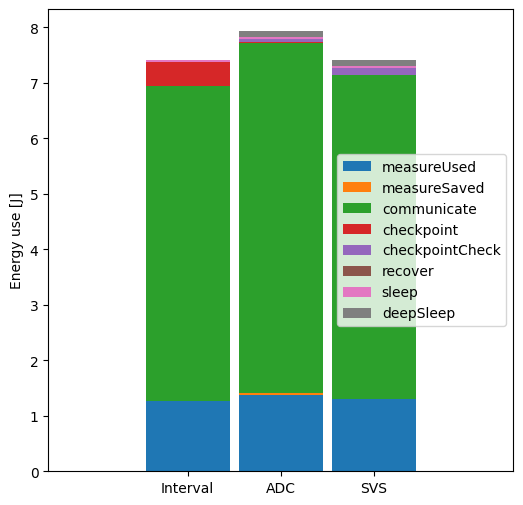 8
7
6
5
4
3
2
1
0
Energy use [J]
measureUsed
measureSaved
communicate
checkpoint
checkpointCheck
recover
sleep
deepSleep
Interval ADC SVS